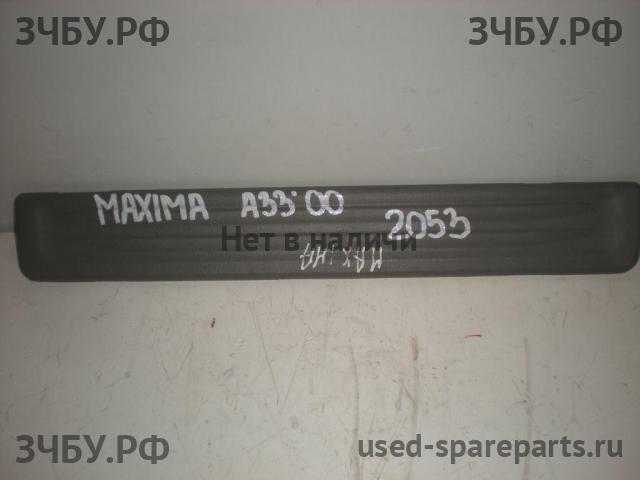 ЗЧБУ.РФ
ЗЧБУ.РФ
MAXIMA A33'00
2053
Нет в наличи
MAXIMA
ЗЧБУ.РФ
used-spareparts.ru